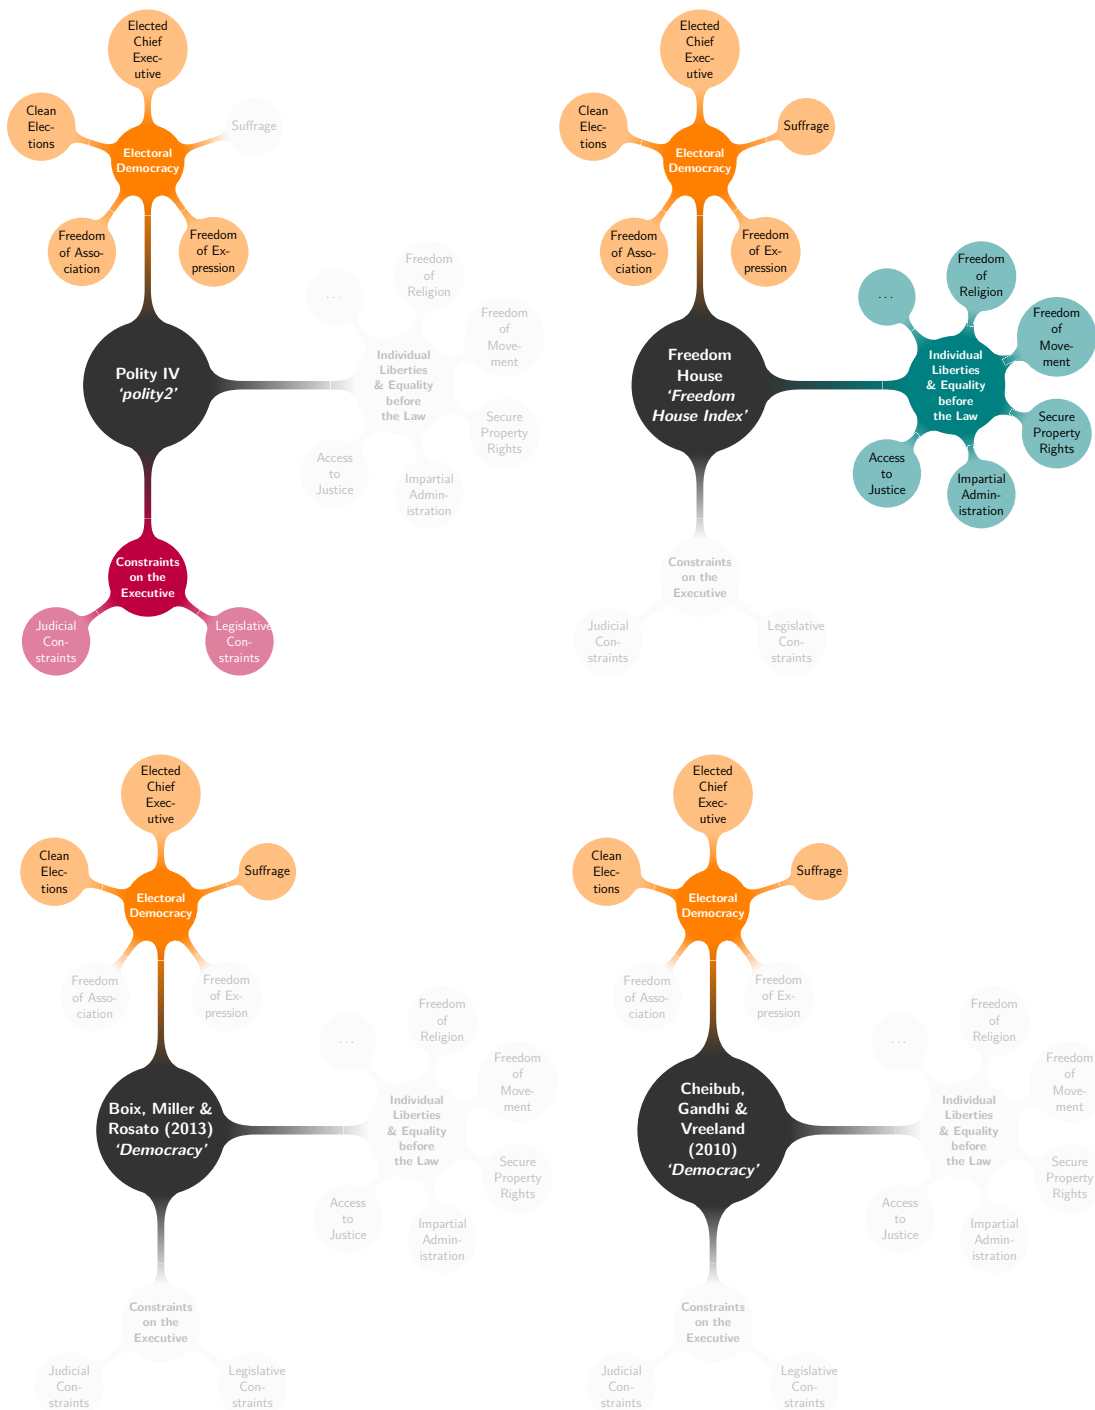 Elected
Chief
Exec-
utive
Clean
Elec-
tions
Suffrage
Electoral
Democracy
Freedom
of Asso-
ciation
Freedom
of Ex-
pression
Polity IV
‘polity2’
. . .
Freedom
of
Religion
Freedom
of
Move-
ment
Individual
Liberties
& Equality
before
the Law
Secure
Property
Rights
Access
to
Justice
Impartial
Admin-
istration
Constraints
on the
Executive
Judicial
Con-
straints
Legislative
Con-
straints
Elected
Chief
Exec-
utive
Clean
Elec-
tions
Suffrage
Electoral
Democracy
Freedom
of Asso-
ciation
Freedom
of Ex-
pression
Freedom
House
‘Freedom
House Index’
. . .
Freedom
of
Religion
Freedom
of
Move-
ment
Individual
Liberties
& Equality
before
the Law
Secure
Property
Rights
Access
to
Justice
Impartial
Admin-
istration
Constraints
on the
Executive
Judicial
Con-
straints
Legislative
Con-
straints
Elected
Chief
Exec-
utive
Clean
Elec-
tions
Suffrage
Electoral
Democracy
Freedom
of Asso-
ciation
Freedom
of Ex-
pression
Boix, Miller &
Rosato (2013)
‘Democracy’
. . .
Freedom
of
Religion
Freedom
of
Move-
ment
Individual
Liberties
& Equality
before
the Law
Secure
Property
Rights
Access
to
Justice
Impartial
Admin-
istration
Constraints
on the
Executive
Judicial
Con-
straints
Legislative
Con-
straints
Elected
Chief
Exec-
utive
Clean
Elec-
tions
Suffrage
Electoral
Democracy
Freedom
of Asso-
ciation
Freedom
of Ex-
pression
Cheibub,
Gandhi &
Vreeland
(2010)
‘Democracy’
. . .
Freedom
of
Religion
Freedom
of
Move-
ment
Individual
Liberties
& Equality
before
the Law
Secure
Property
Rights
Access
to
Justice
Impartial
Admin-
istration
Constraints
on the
Executive
Judicial
Con-
straints
Legislative
Con-
straints